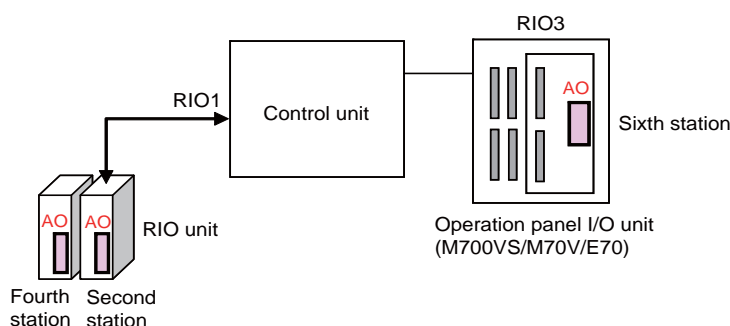 RIO3
RIO1
Control unit
AO
Sixth station
AO
AO
RIO unit
Operation panel I/O unit
(M700VS/M70V/E70)
Fourth
station
Second
station